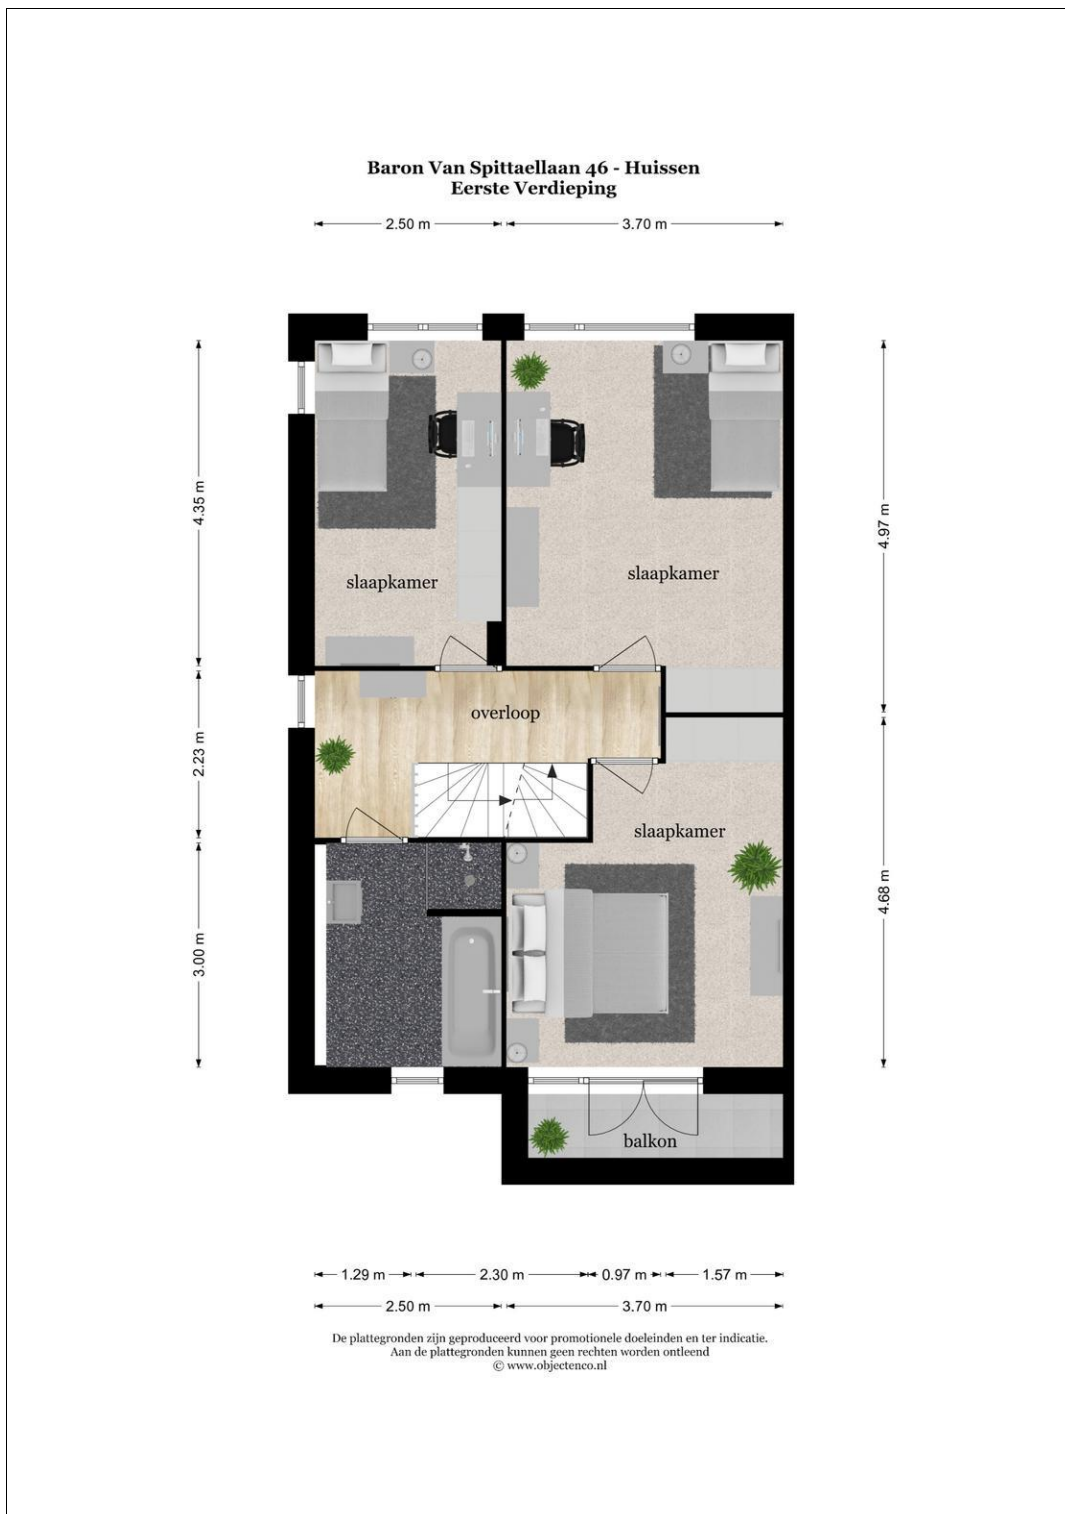 Baron Van Spittaellaan 46 - Huissen
Eerste Verdieping
2.50 m
3.70 m
4.35 m
4.97 m
slaapkamer
slaapkamer
overloop
2.23 m
slaapkamer
4.68 m
3.00 m
balkon
1.29 m
2.30 m
0.97 m
1.57 m
2.50 m
3.70 m
De plattegronden zijn geproduceerd voor promotionele doeleinden en ter indicatie.
Aan de plattegronden kunnen geen rechten worden ontleend
© www.objectenco.nl